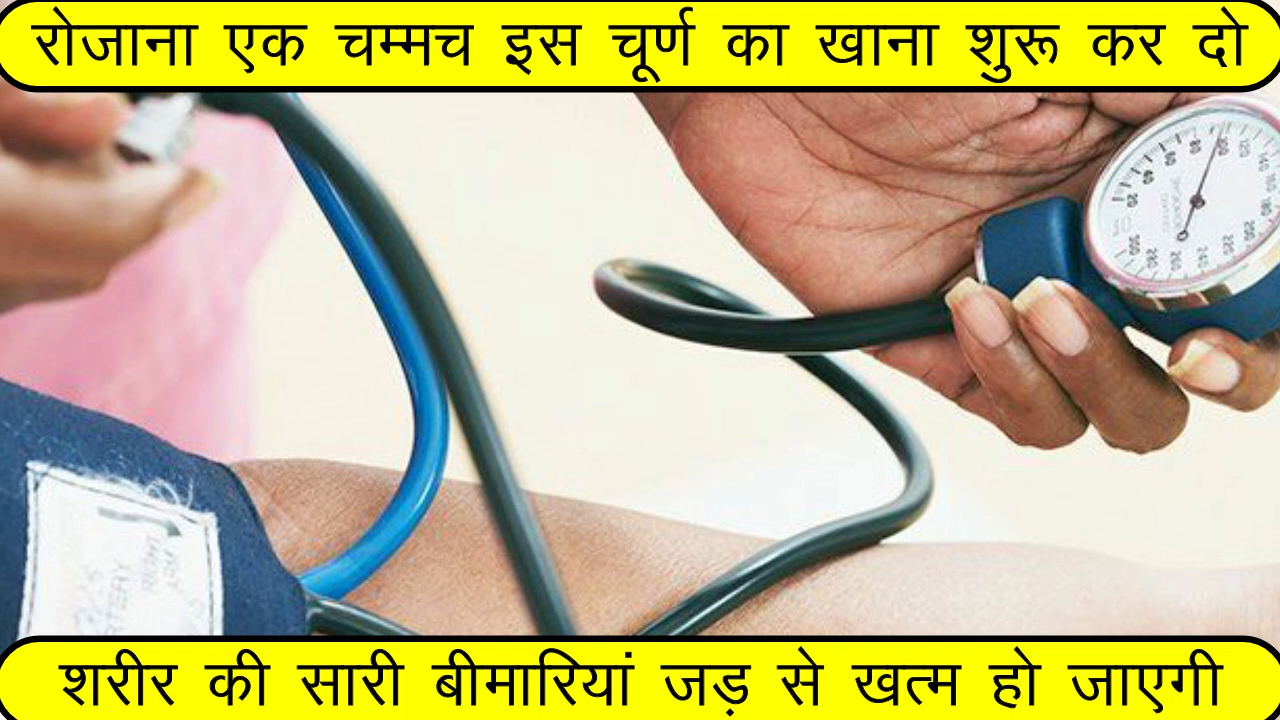 रोजाना एक चम्मच इस चूर्ण का खाना शुरू कर दो
शरीर की सारी बीमारियां जड़ से खत्म हो जाएगी